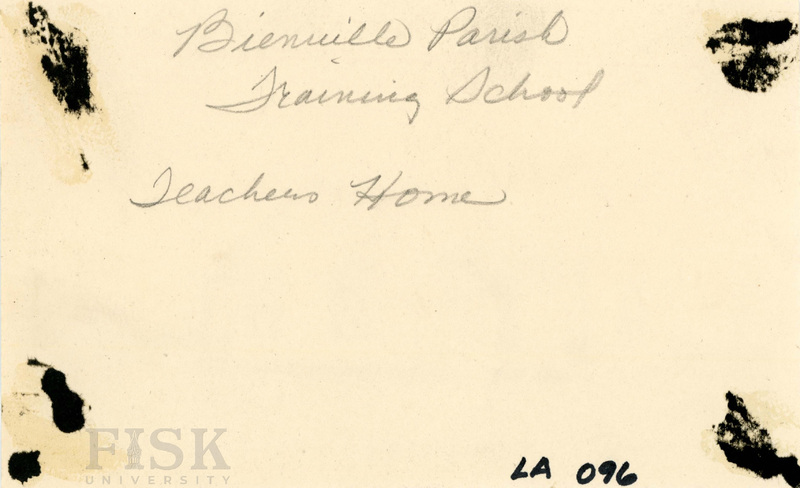 Bienville Parish
Training School
Teachers Home
FISK
UNIVERSITY
LA 096